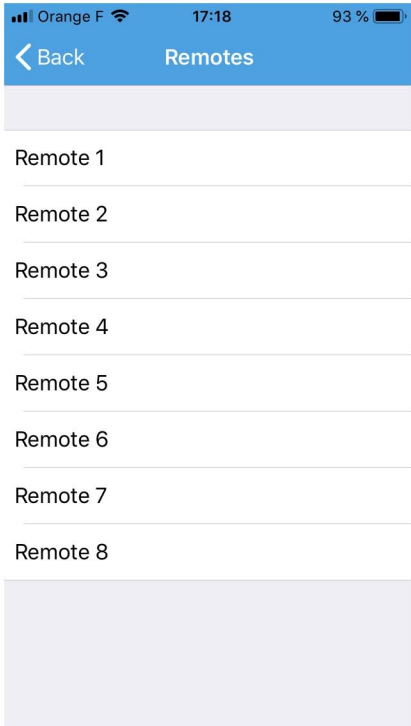 Orange F 17:18 93 %
Back Remotes
Remote 1
Remote 2
Remote 3
Remote 4
Remote 5
Remote 6
Remote 7
Remote 8